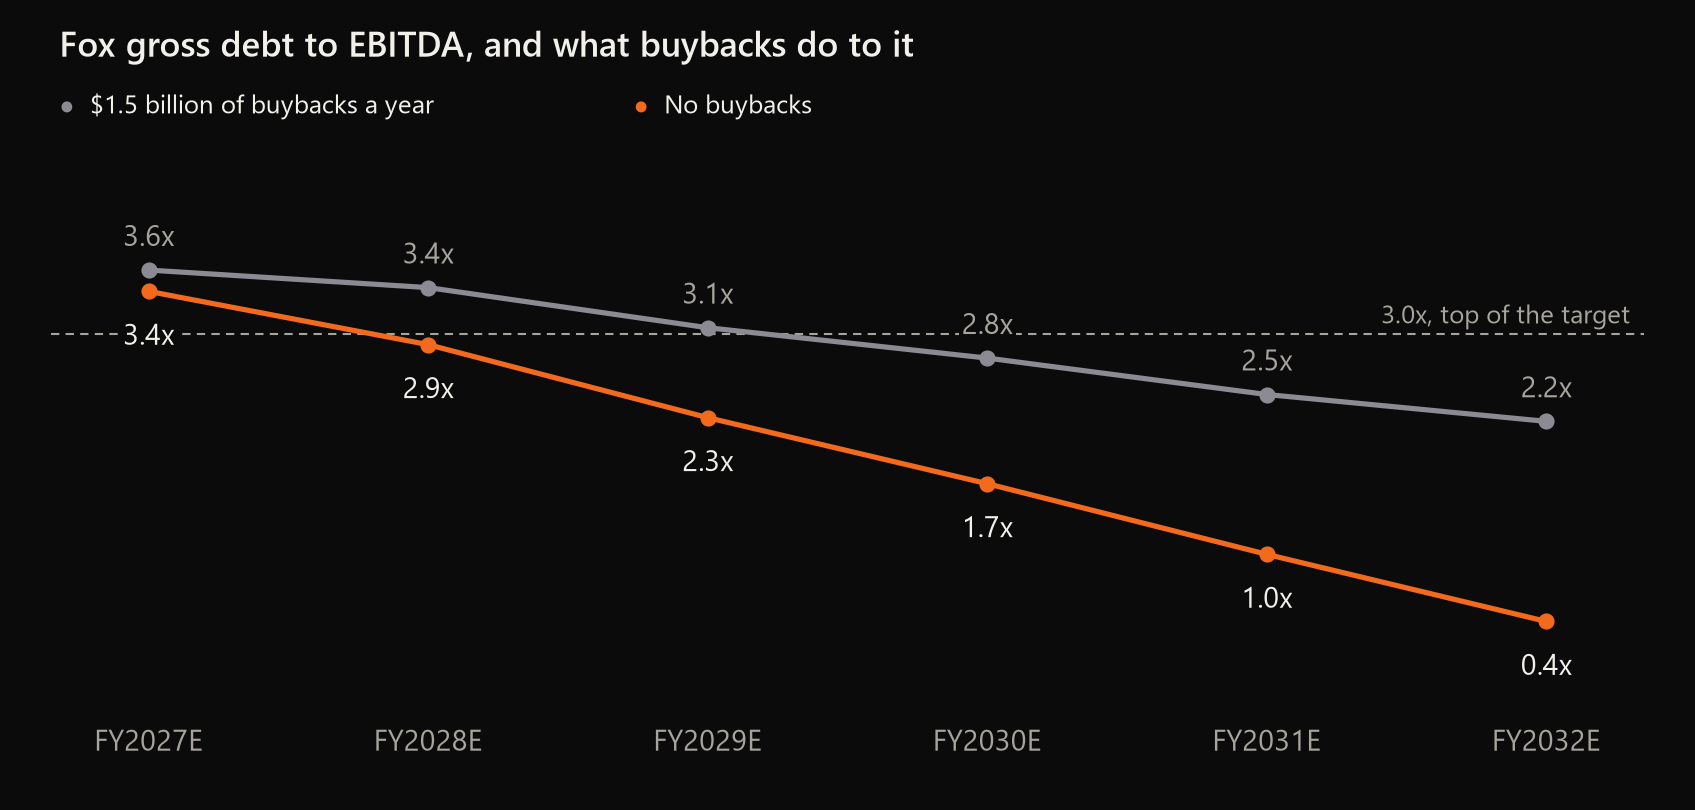 Fox gross debt to EBITDA, and what buybacks do to it
$1.5 billion of buybacks a year
No buybacks
3.6x
3.4x
3.1x
2.8x
3.0x, top of the target
2.5x
2.2x
3.4x
2.9x
2.3x
1.7x
1.0x
0.4x
FY2027E
FY2028E
FY2029E
FY2030E
FY2031E
FY2032E